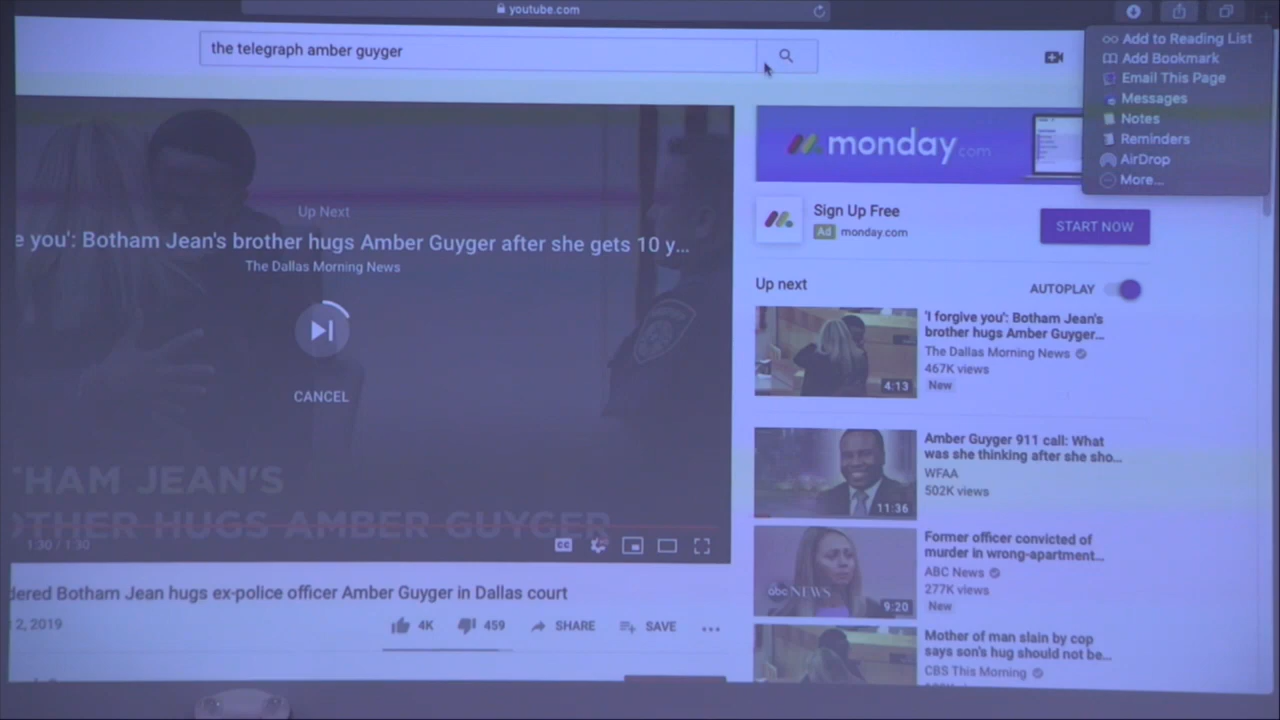 youtube.com
the telegraph amber guyger
Add to Reading List
Add Bookmark
Email This Page
Messages
Notes
Reminders
AirDrop
More...
monday.com
Sign Up Free
Ad monday.com
START NOW
Up Next
e you': Botham Jean's brother hugs Amber Guyger after she gets 10 y...
The Dallas Morning News
CANCEL
THAM JEAN'S
OTHER HUGS AMBER GUYGER
1:30 / 1:30
CC
dered Botham Jean hugs ex-police officer Amber Guyger in Dallas court
2, 2019
4K
459
SHARE
SAVE
Up next
AUTOPLAY
'I forgive you': Botham Jean's
brother hugs Amber Guyger...
The Dallas Morning News
467K views
New
4:13
Amber Guyger 911 call: What
was she thinking after she sho...
WFAA
502K views
11:36
Former officer convicted of
murder in wrong-apartment...
ABC News
277K views
New
abc NEWS
9:20
Mother of man slain by cop
says son's hug should not be...
CBS This Morning